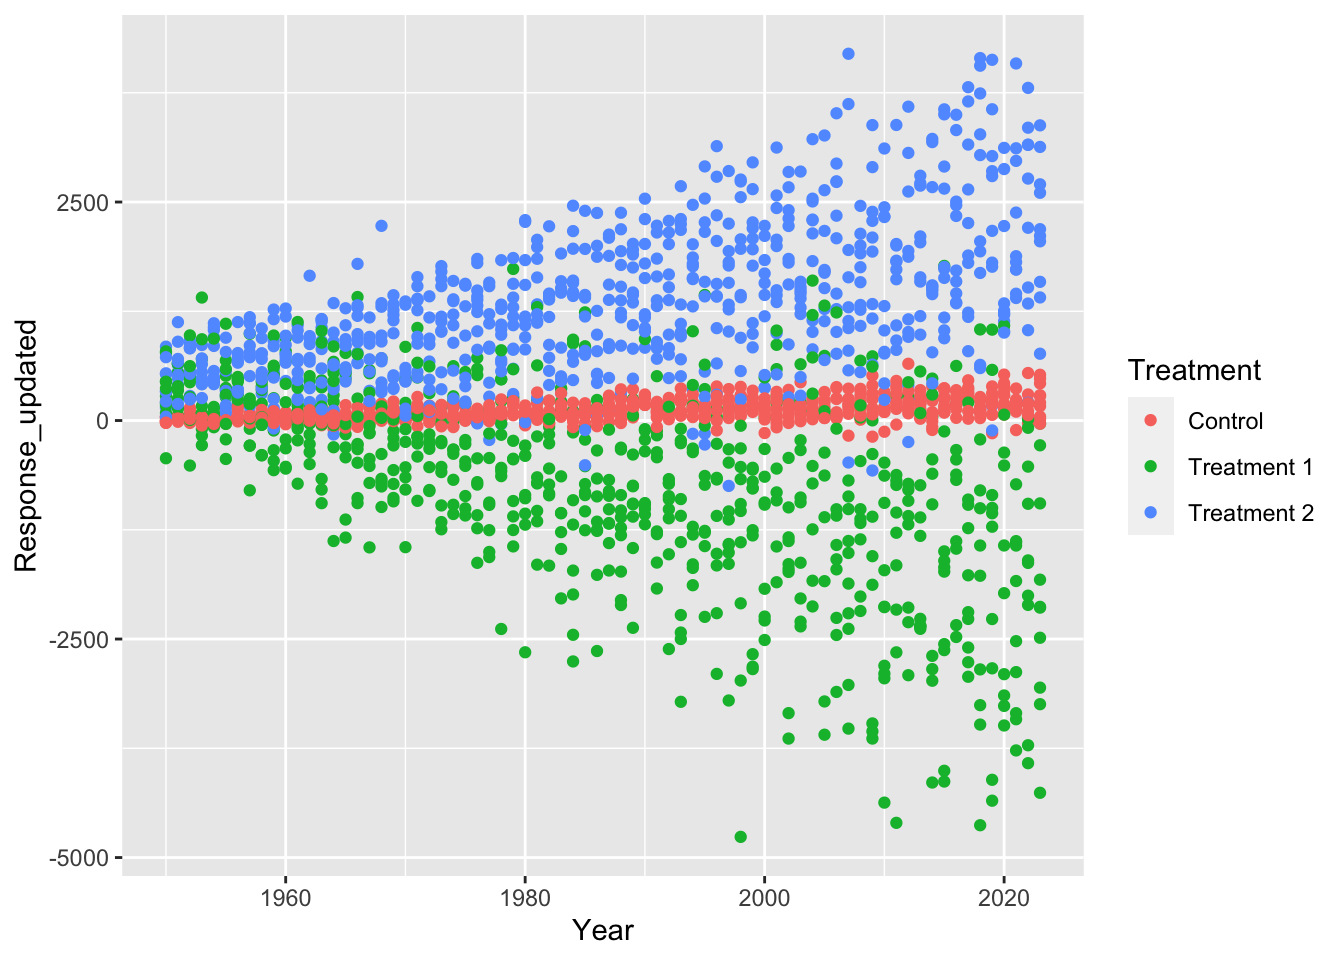 Response_updated
2500
0
-2500
-5000
1960
1980
2000
2020
Year
Treatment
Control
Treatment 1
Treatment 2